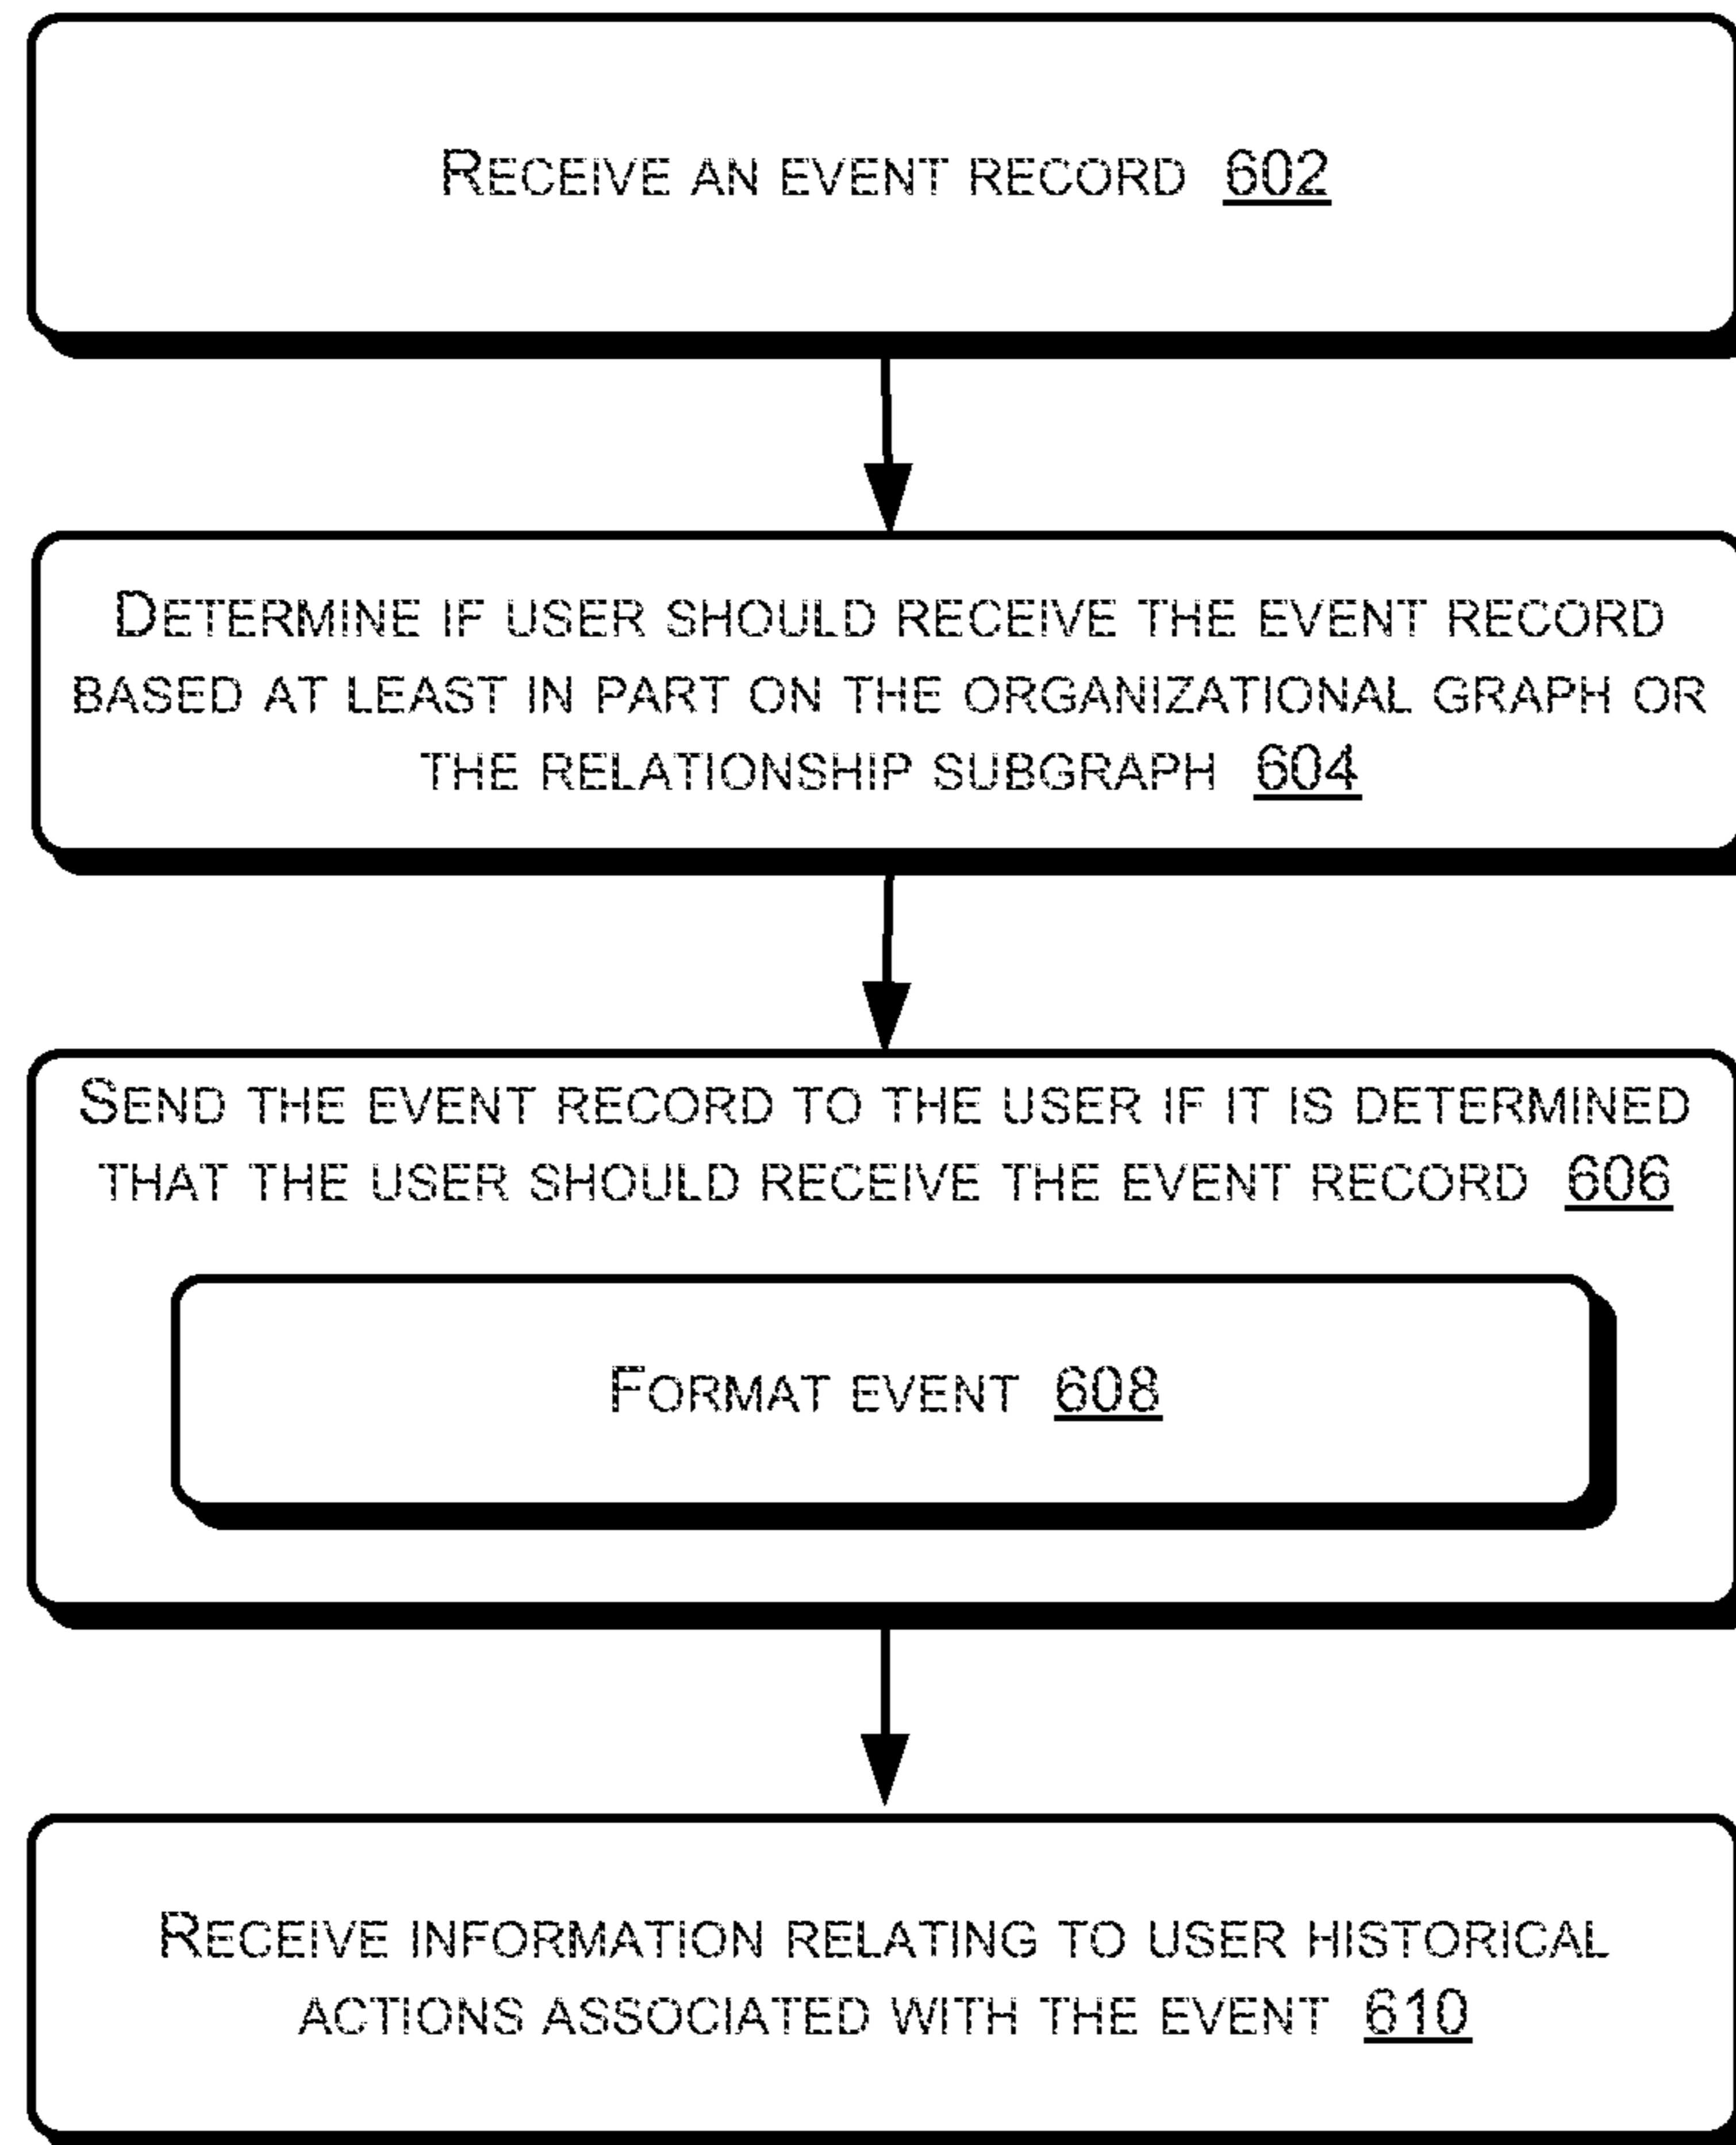 RECEIVE AN EVENT RECORD 602
DETERMINE IF USER SHOULD RECEIVE THE EVENT RECORD
BASED AT LEAST IN PART ON THE ORGANIZATIONAL GRAPH OR
THE RELATIONSHIP SUBGRAPH 604
SEND THE EVENT RECORD TO THE USER IF IT IS DETERMINED
THAT THE USER SHOULD RECEIVE THE EVENT RECORD 606
FORMAT EVENT 608
RECEIVE INFORMATION RELATING TO USER HISTORICAL
ACTIONS ASSOCIATED WITH THE EVENT 610